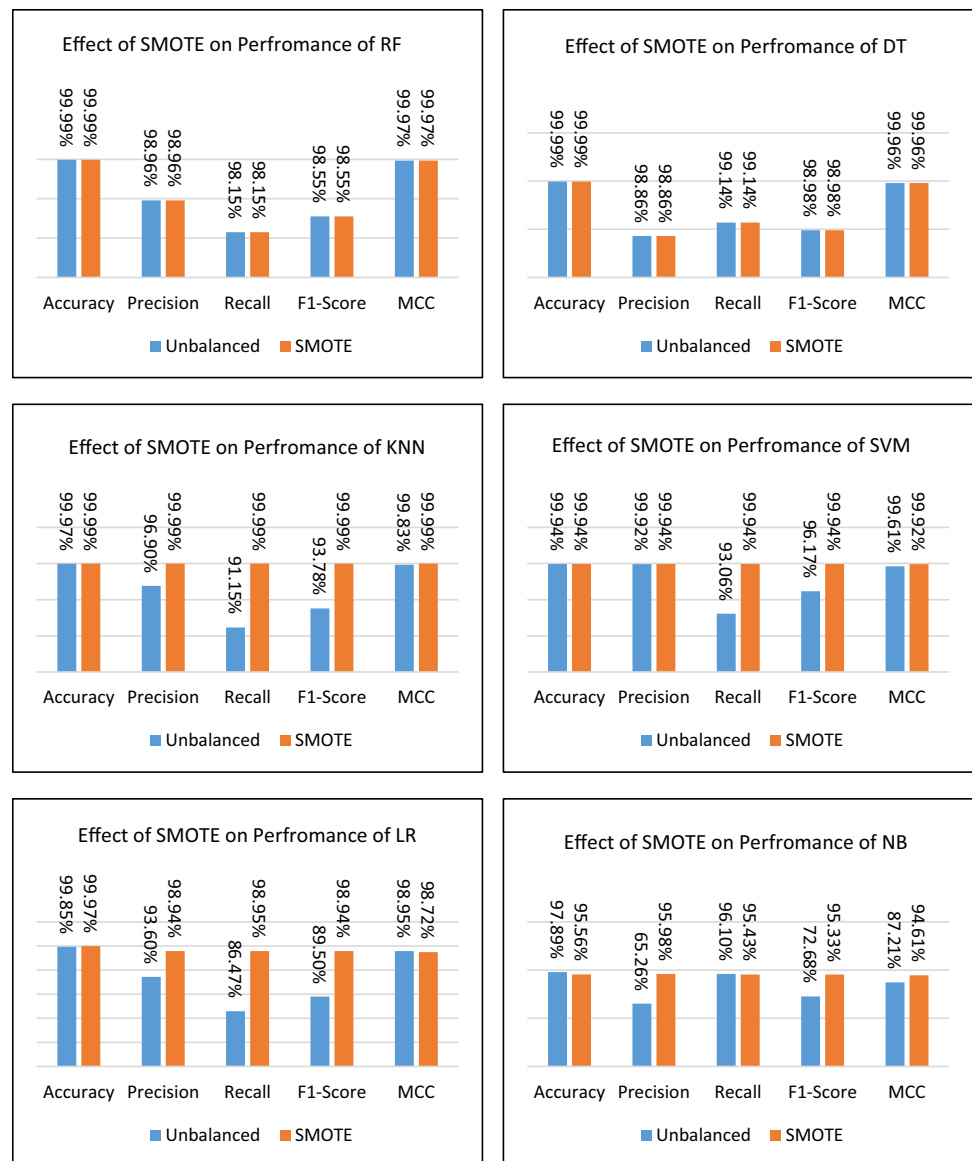 Effect of SMOTE on Perfromance of RF
99.99% 99.99% 98.96% 98.96% 98.15% 98.15% 98.55% 98.55% 99.97% 99.97%
Accuracy Precision Recall F1-Score MCC
Unbalanced SMOTE
Effect of SMOTE on Perfromance of DT
99.99% 99.99% 98.86% 98.86% 99.14% 99.14% 98.98% 98.98% 99.96% 99.96%
Accuracy Precision Recall F1-Score MCC
Unbalanced SMOTE
Effect of SMOTE on Perfromance of KNN
99.97% 99.99% 96.90% 99.99% 91.15% 99.99% 93.78% 99.99% 99.83% 99.99%
Accuracy Precision Recall F1-Score MCC
Unbalanced SMOTE
Effect of SMOTE on Perfromance of SVM
99.94% 99.94% 99.92% 99.94% 93.06% 99.94% 96.17% 99.94% 99.61% 99.92%
Accuracy Precision Recall F1-Score MCC
Unbalanced SMOTE
Effect of SMOTE on Perfromance of LR
99.85% 99.97% 93.60% 98.94% 86.47% 98.95% 89.50% 98.94% 98.95% 98.72%
Accuracy Precision Recall F1-Score MCC
Unbalanced SMOTE
Effect of SMOTE on Perfromance of NB
97.89% 95.56% 65.26% 95.98% 96.10% 95.43% 72.68% 95.33% 87.21% 94.61%
Accuracy Precision Recall F1-Score MCC
Unbalanced SMOTE